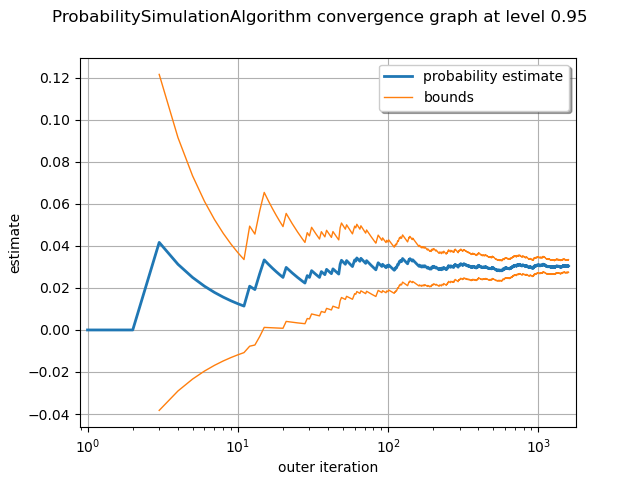 ProbabilitySimulationAlgorithm convergence graph at level 0.95
probability estimate
bounds
0.12
0.10
0.08
0.06
0.04
0.02
0.00
−0.02
−0.04
estimate
10⁰ 10¹ 10² 10³
outer iteration